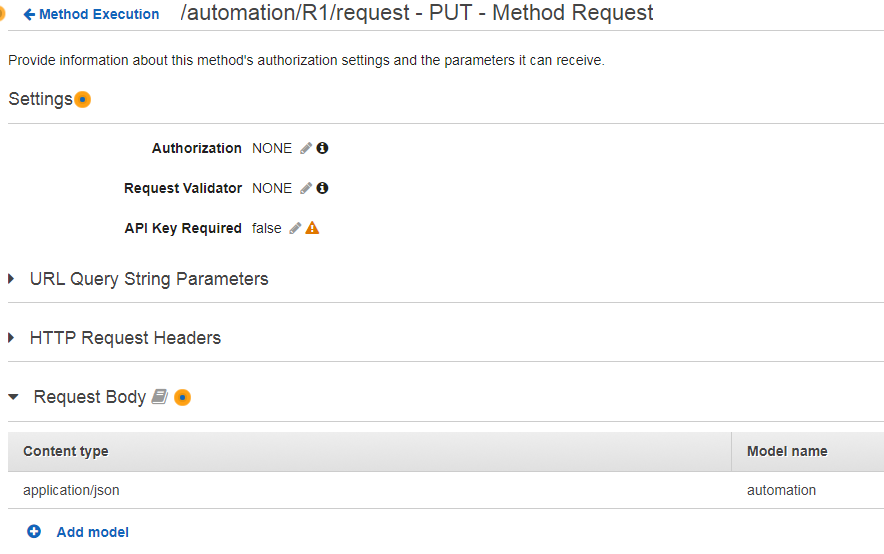 Method Execution /automation/R1/request - PUT - Method Request
Provide information about this method's authorization settings and the parameters it can receive.
Settings
Authorization NONE
Request Validator NONE
API Key Required false
URL Query String Parameters
HTTP Request Headers
Request Body
Content type Model name
application/json automation
Add model